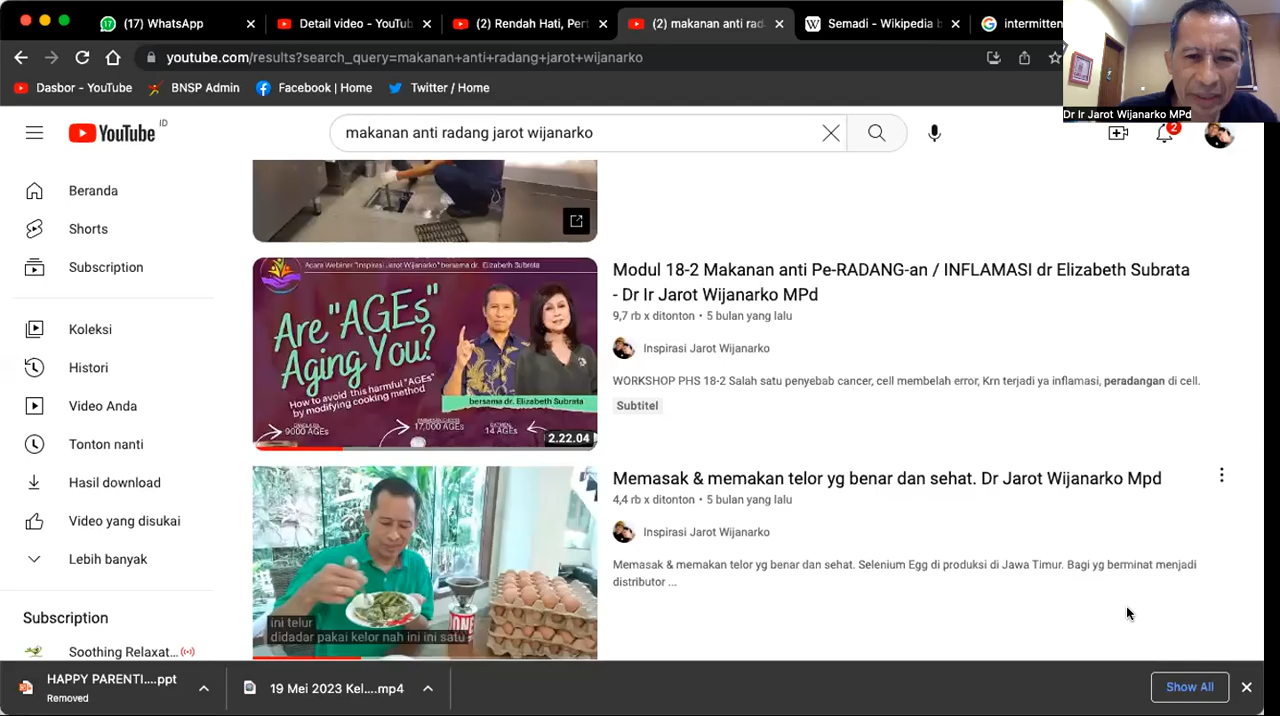 (17) WhatsApp
Detail video - YouTub
(2) Rendah Hati, Pert
(2) makanan anti rad
Semadi - Wikipedia b
intermitten
youtube.com/results?search_query=makanan+anti+radang+jarot+wijanarko
Dasbor - YouTube
BNSP Admin
Facebook | Home
Twitter / Home
Dr Ir Jarot Wijanarko MPd
YouTube ID
makanan anti radang jarot wijanarko
2
Beranda
Shorts
Subscription
Koleksi
Histori
Video Anda
Tonton nanti
Hasil download
Video yang disukai
Lebih banyak
Subscription
Soothing Relaxat...
Acara Webinar "Inspirasi Jarot Wijanarko" bersama dr. Elizabeth Subrata
Are "AGEs"
Aging You?
How to avoid this harmful "AGEs"
by modifying cooking method
bersama dr. Elizabeth Subrata
9000 AGEs
17,000 AGEs
14 AGEs
2.22.04
Modul 18-2 Makanan anti Pe-RADANG-an / INFLAMASI dr Elizabeth Subrata
- Dr Ir Jarot Wijanarko MPd
9,7 rb x ditonton • 5 bulan yang lalu
Inspirasi Jarot Wijanarko
WORKSHOP PHS 18-2 Salah satu penyebab cancer, cell membelah error, Krn terjadi ya inflamasi, peradangan di cell.
Subtitel
ini telur
didadar pakai kelor nah ini ini satu
Memasak & memakan telor yg benar dan sehat. Dr Jarot Wijanarko Mpd
4,4 rb x ditonton • 5 bulan yang lalu
Inspirasi Jarot Wijanarko
Memasak & memakan telor yg benar dan sehat. Selenium Egg di produksi di Jawa Timur. Bagi yg berminat menjadi
distributor ...
HAPPY PARENTI....ppt
Removed
19 Mei 2023 Kel....mp4
Show All